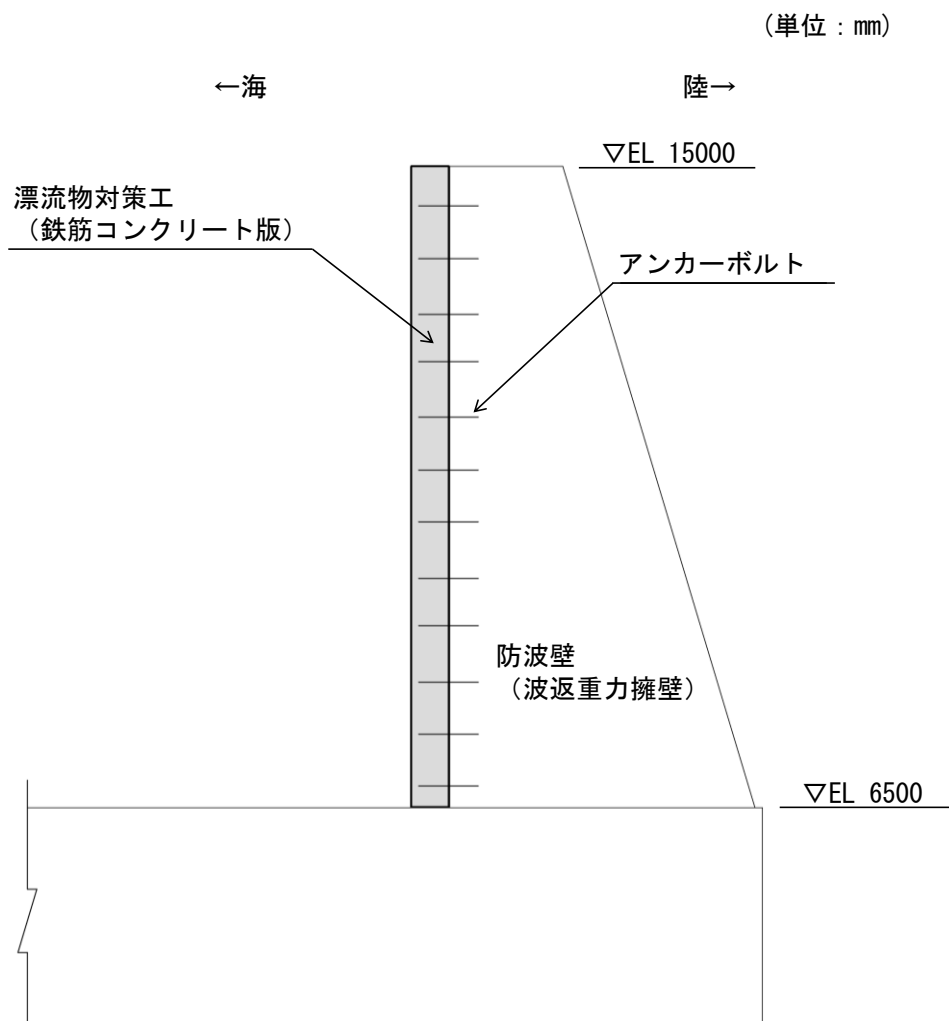 (単位：mm)
←海
陸→
▽EL 15000
漂流物対策工
（鉄筋コンクリート版）
アンカーボルト
防波壁
（波返重力擁壁）
▽EL 6500